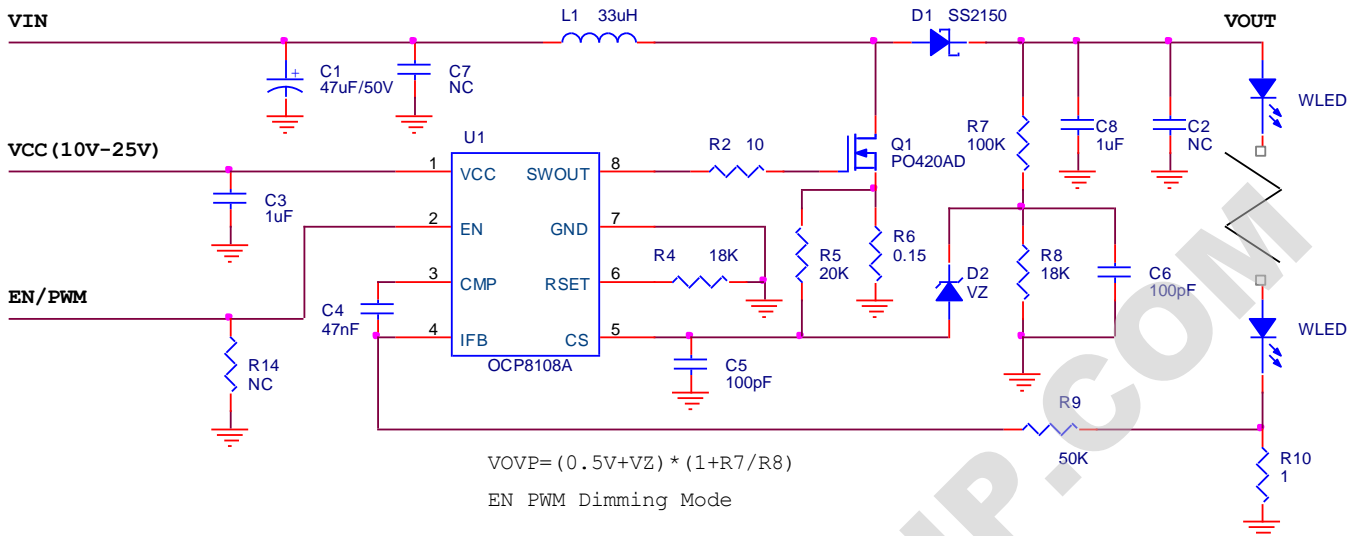 VIN
L1 33uH
D1 SS2150
VOUT
+
C1
47uF/50V
C7
NC
WLED
VCC(10V-25V)
U1
R2 10
Q1
PO420AD
R7
100K
C8
1uF
C2
NC
1
VCC
SWOUT
8
C3
1uF
2
EN
GND
7
R4 18K
R5
20K
R6
0.15
D2
VZ
R8
18K
C6
100pF
EN/PWM
3
CMP
RSET
6
C4
47nF
4
IFB
CS
5
WLED
R14
NC
OCP8108A
C5
100pF
R9
50K
R10
1
VOVP=(0.5V+VZ)*(1+R7/R8)
EN PWM Dimming Mode
MP.COM